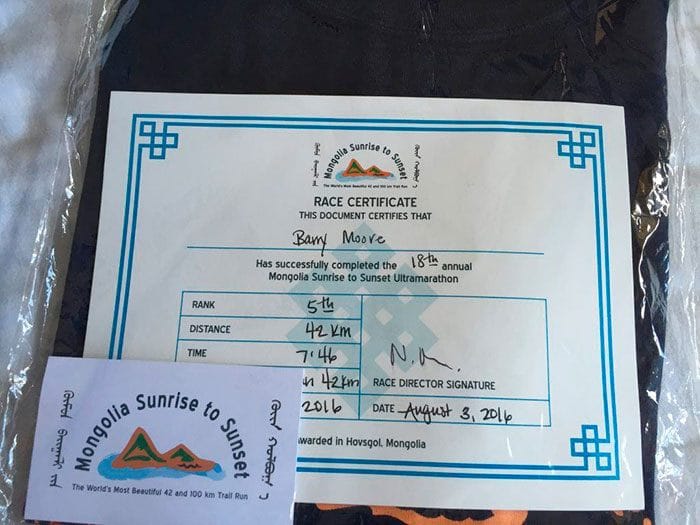 Mongolia Sunrise to Sunset
The World's Most Beautiful 42 and 100 km Trail Run
RACE CERTIFICATE
THIS DOCUMENT CERTIFIES THAT
Barry Moore
Has successfully completed the 18th annual
Mongolia Sunrise to Sunset Ultramarathon
RANK 5th
DISTANCE 42 km
TIME 7:46
42km RACE DIRECTOR SIGNATURE
2016 DATE August 3, 2016
warded in Hovsgol, Mongolia
Mongolia Sunrise to Sunset
The World's Most Beautiful 42 and 100 km Trail Run